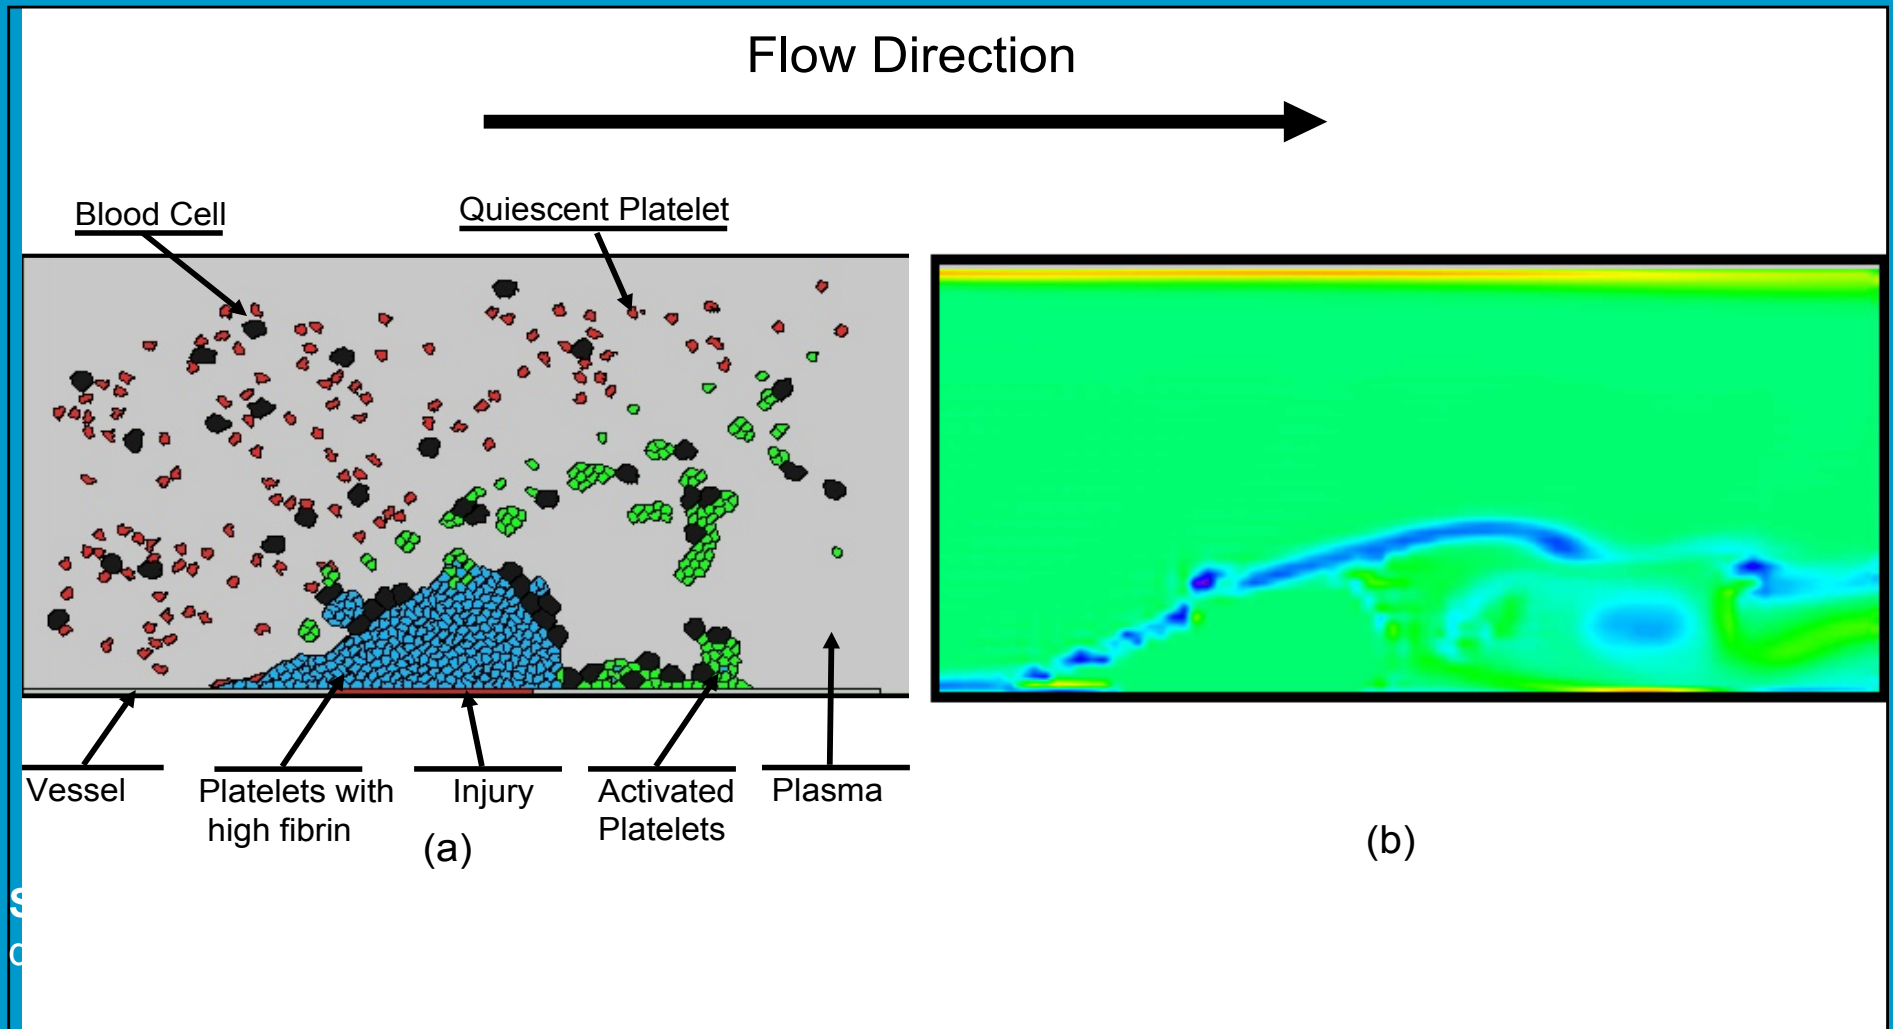 Flow Direction
Blood Cell
Quiescent Platelet
Vessel
Platelets with
high fibrin
Injury
Activated
Platelets
Plasma
(a)
(b)
S